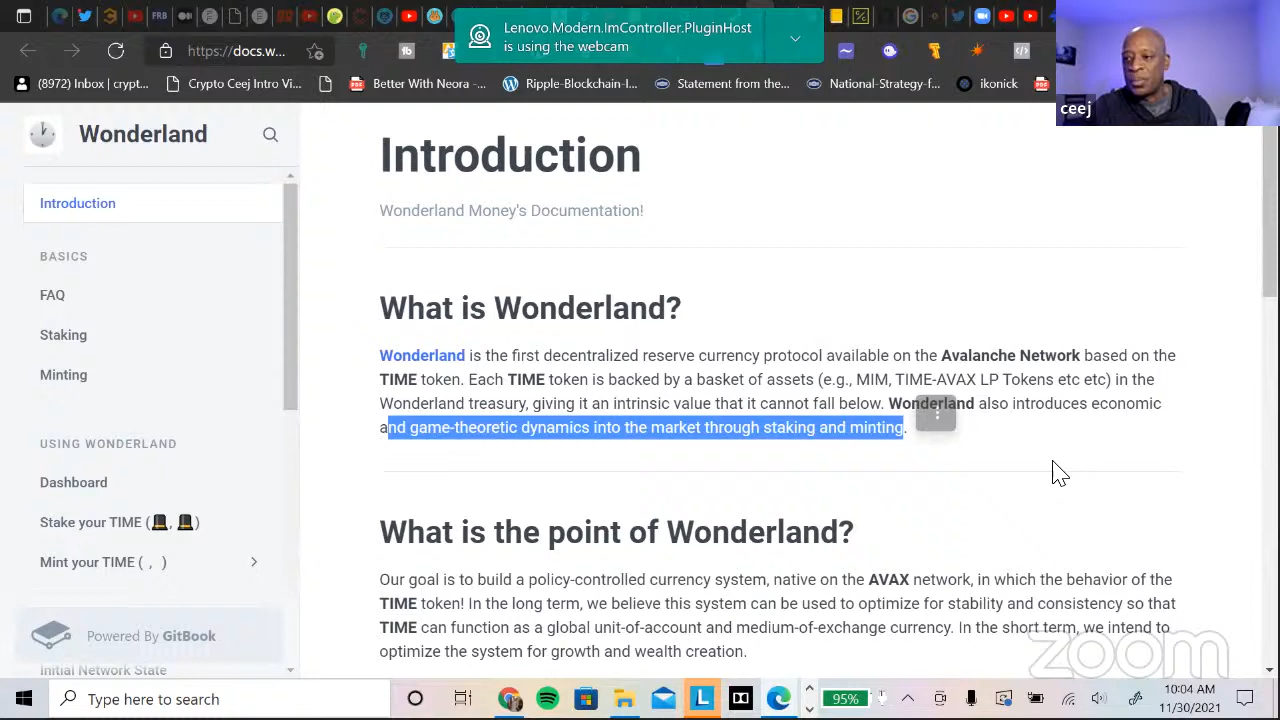 Lenovo.Modern.ImController.PluginHost
is using the webcam
https://docs.w...
(8972) Inbox | crypt...
Crypto Ceej Intro Vi...
Better With Neora -...
Ripple-Blockchain-I...
Statement from the...
National-Strategy-f...
ikonick
ceej
Wonderland
Introduction
BASICS
FAQ
Staking
Minting
USING WONDERLAND
Dashboard
Stake your TIME (🎩, 🎩)
Mint your TIME ( , )
Powered By GitBook
Initial Network State
Introduction
Wonderland Money's Documentation!
What is Wonderland?
Wonderland is the first decentralized reserve currency protocol available on the Avalanche Network based on the
TIME token. Each TIME token is backed by a basket of assets (e.g., MIM, TIME-AVAX LP Tokens etc etc) in the
Wonderland treasury, giving it an intrinsic value that it cannot fall below. Wonderland also introduces economic
and game-theoretic dynamics into the market through staking and minting.
What is the point of Wonderland?
Our goal is to build a policy-controlled currency system, native on the AVAX network, in which the behavior of the
TIME token! In the long term, we believe this system can be used to optimize for stability and consistency so that
TIME can function as a global unit-of-account and medium-of-exchange currency. In the short term, we intend to
optimize the system for growth and wealth creation.
zoom
Type here to search
L
95%
10:04 AM
11/30/2021